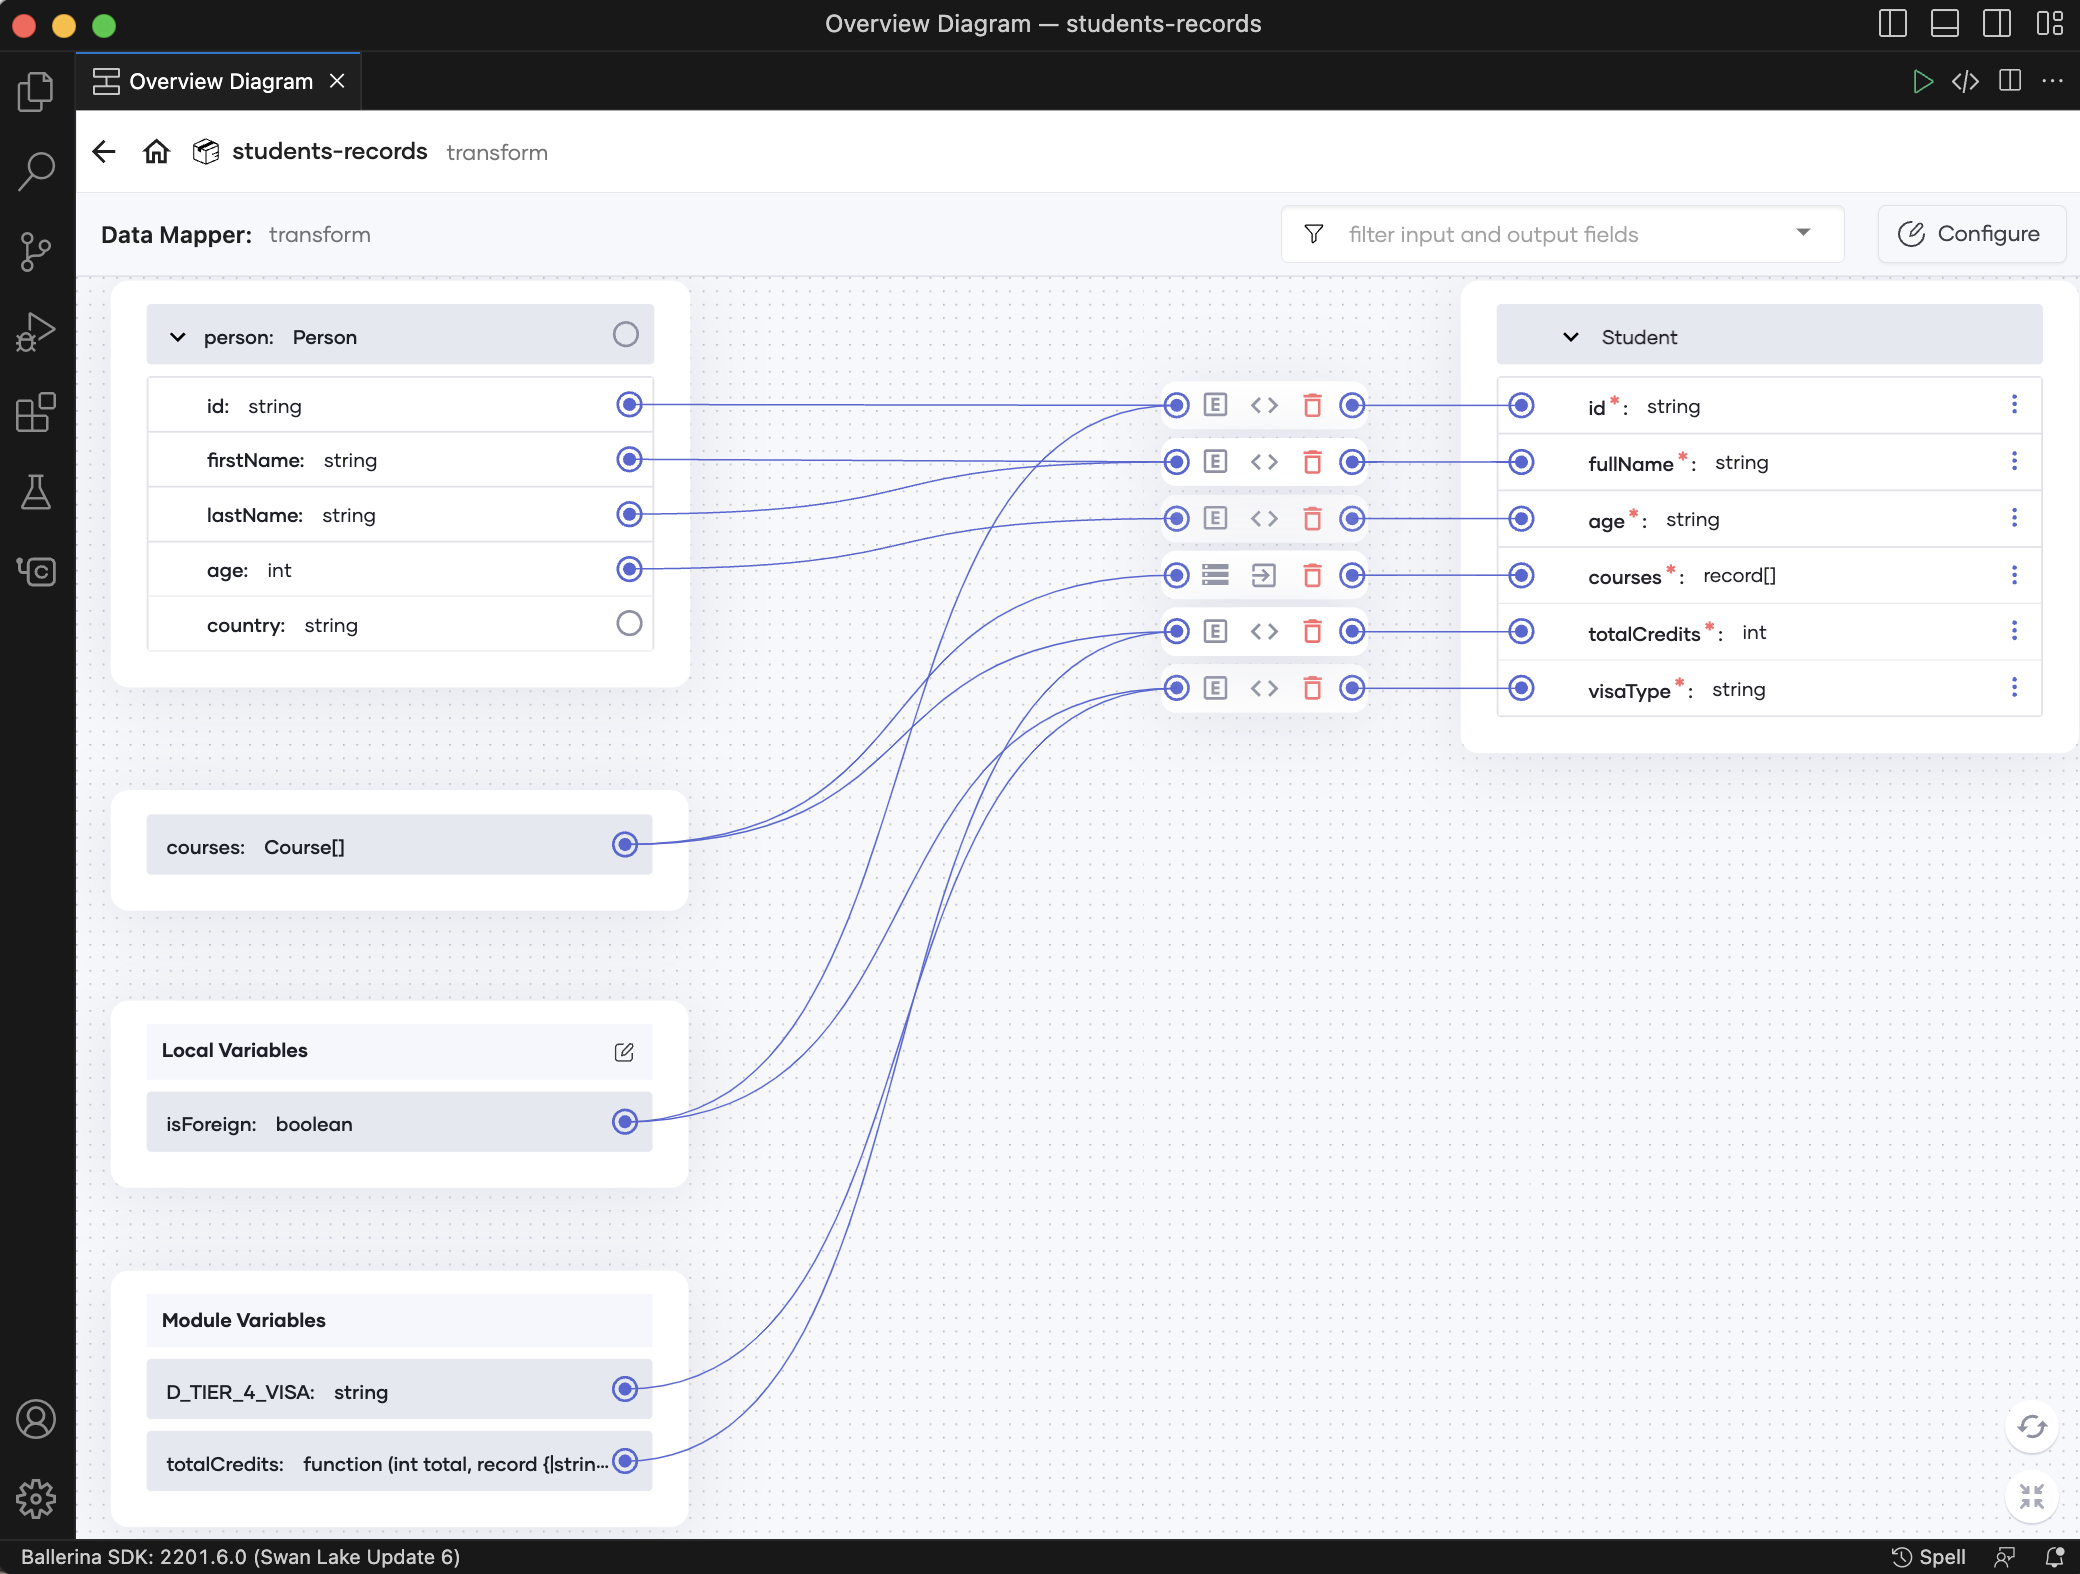 Overview Diagram — students-records
Overview Diagram
students-records transform
Data Mapper: transform
filter input and output fields
Configure
person: Person
id: string
firstName: string
lastName: string
age: int
country: string
courses: Course[]
Local Variables
isForeign: boolean
Module Variables
D_TIER_4_VISA: string
totalCredits: function (int total, record {|strin...
E
E
E
E
E
Student
id*: string
fullName*: string
age*: string
courses*: record[]
totalCredits*: int
visaType*: string
Ballerina SDK: 2201.6.0 (Swan Lake Update 6)
Spell